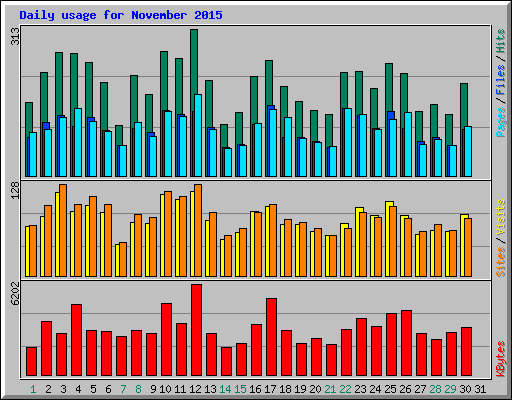 Daily usage for November 2015
313
Pages / Files / Hits
128
Sites / Visits
6202
KBytes
1 2 3 4 5 6 7 8 9 10 11 12 13 14 15 16 17 18 19 20 21 22 23 24 25 26 27 28 29 30 31